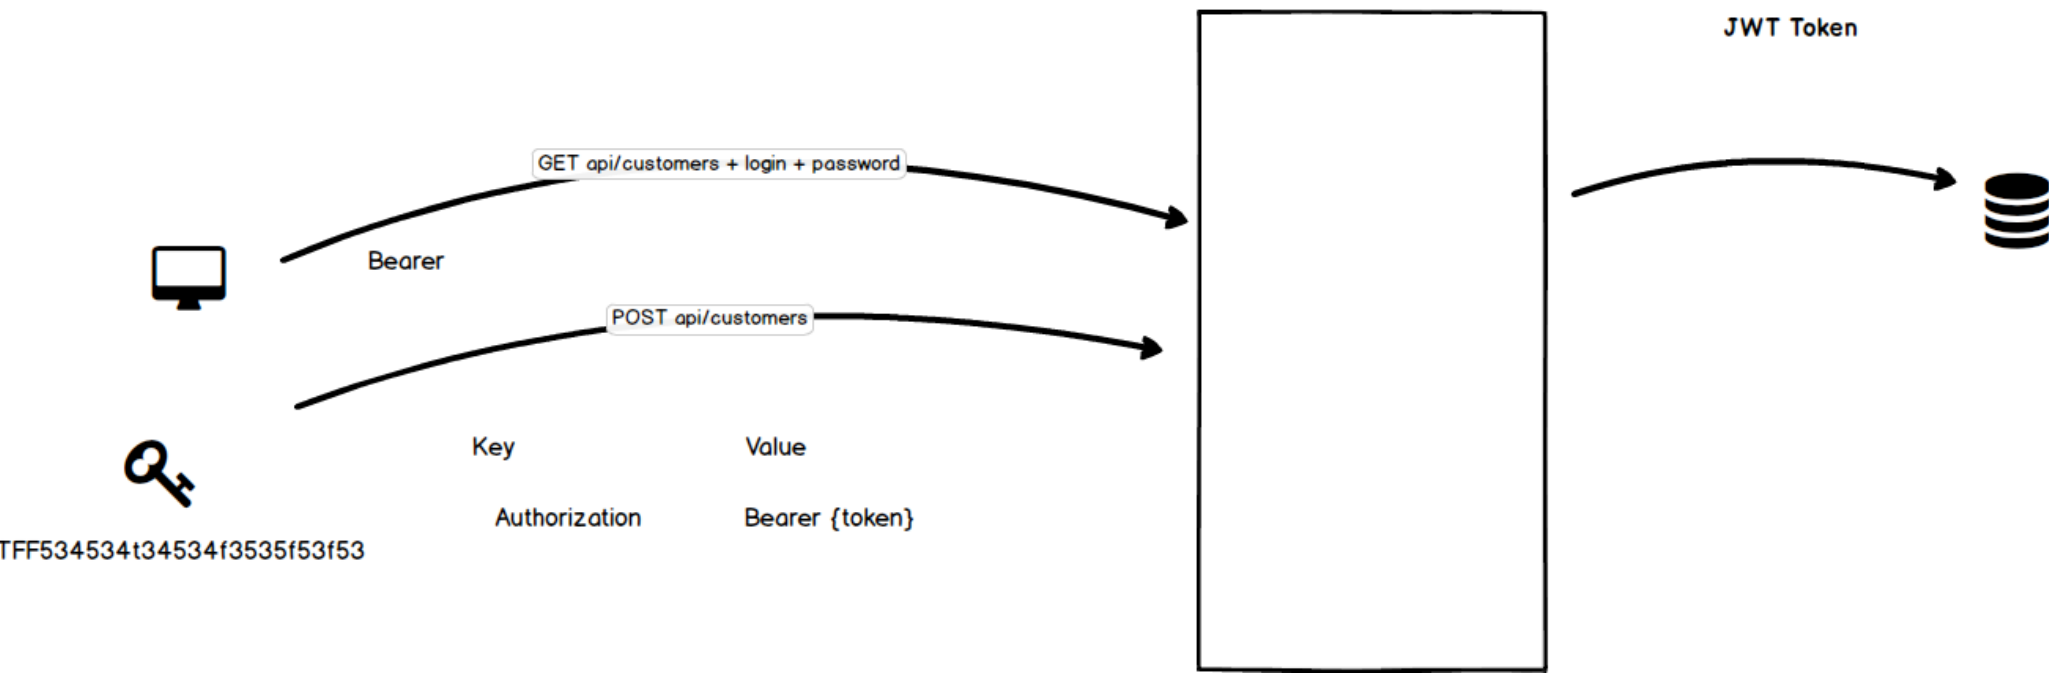 JWT Token
GET api/customers + login + password
Bearer
POST api/customers
Key Value
Authorization Bearer {token}
TFF534534t34534f3535f53f53